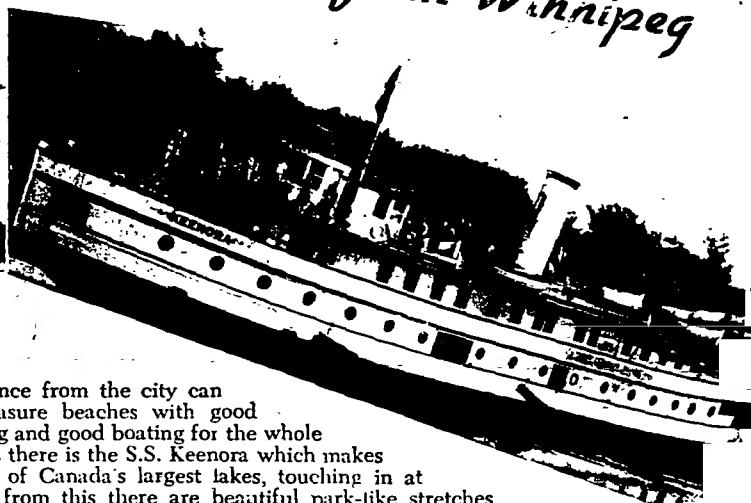 Winnipeg
KEENORA
nce from the city can
asure beaches with good
g and good boating for the whole
there is the S.S. Keenora which makes
of Canada's largest lakes, touching in at
from this there are beautiful park-like stretches